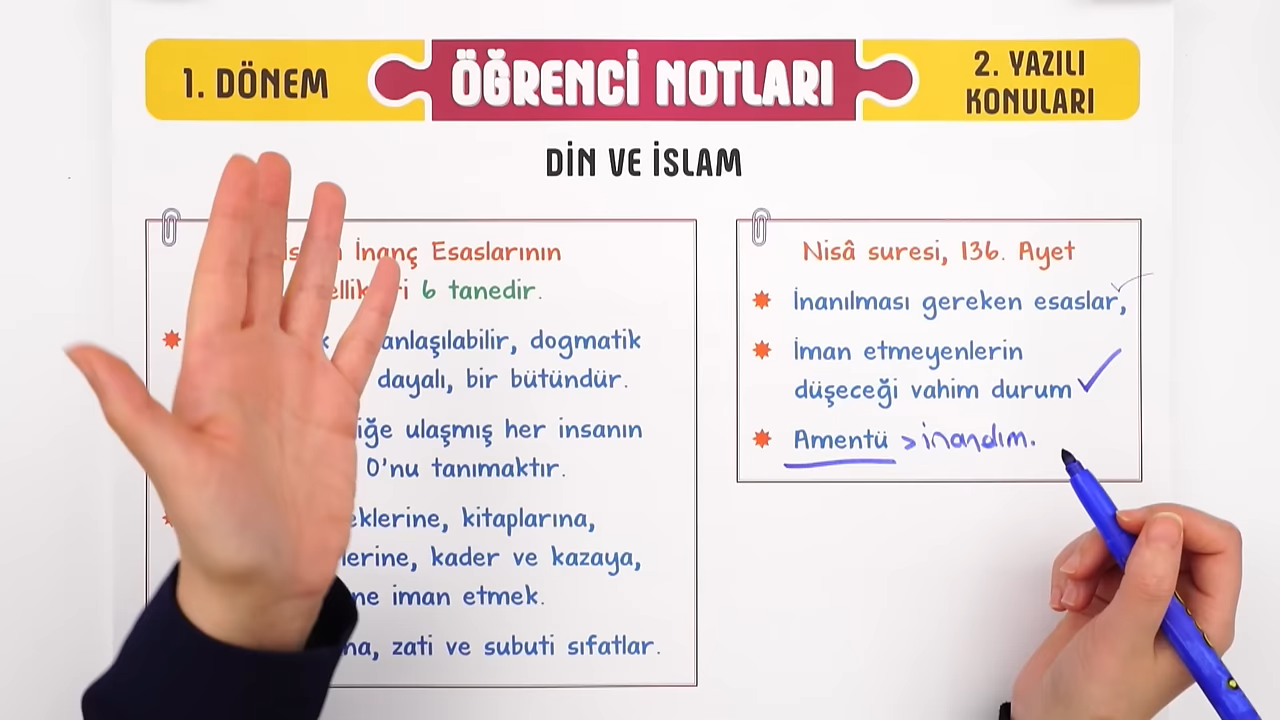 1. DÖNEM
ÖĞRENCİ NOTLARI
2. YAZILI
KONULARI
DİN VE İSLAM
İnanç Esaslarının
6 tanedir.
anlaşılabilir, dogmatik
dayalı, bir bütündür.
ulaşmış her insanın
O'nu tanımaktır.
kitaplarına,
kader ve kazaya,
iman etmek.
zati ve subuti sıfatlar.
Nisâ suresi, 136. Ayet
İnanılması gereken esaslar,
İman etmeyenlerin
düşeceği vahim durum
Amentü > inandım.